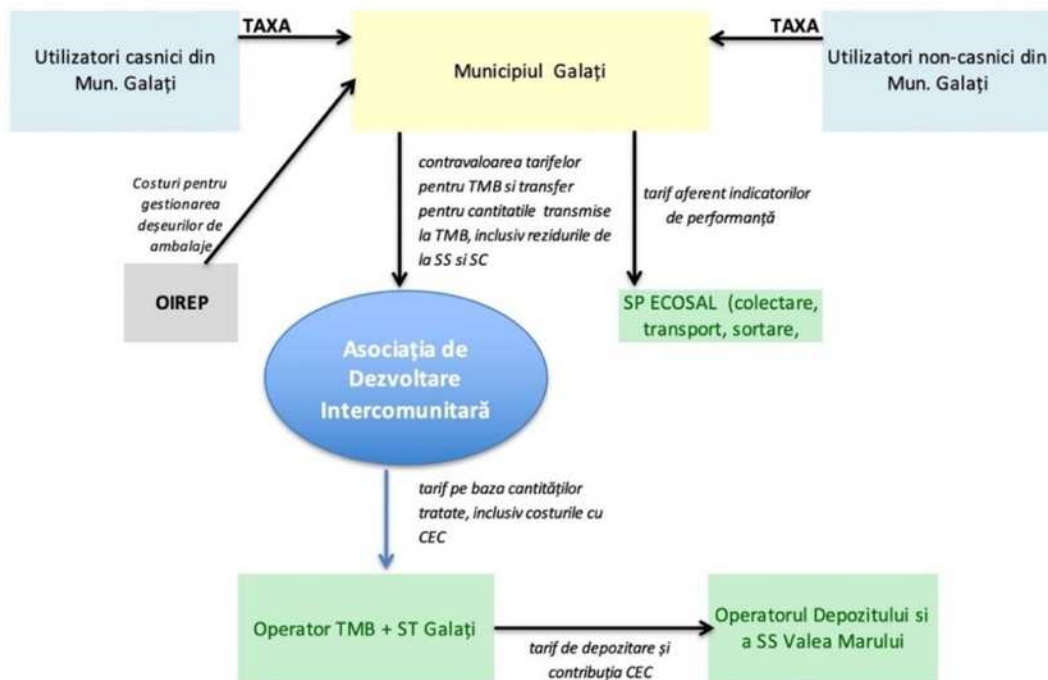 TAXA
TAXA
Utilizatori casnici din
Mun. Galați
Municipiul Galați
Utilizatori non-casnici din
Mun. Galați
Costuri pentru
gestionarea
deșeurilor de
ambalaje
contravaloarea tarifelor
pentru TMB si transfer
pentru cantitatile transmise
la TMB, inclusiv rezidurile de
la SS si SC
tarif aferent indicatorilor
de performanță
OIREP
SP ECOSAL (colectare,
transport, sortare,
Asociația de
Dezvoltare
Intercomunitară
tarif pe baza cantităților
tratate, inclusiv costurile cu
CEC
Operator TMB + ST Galați
tarif de depozitare și
contribuția CEC
Operatorul Depozitului si
a SS Valea Marului